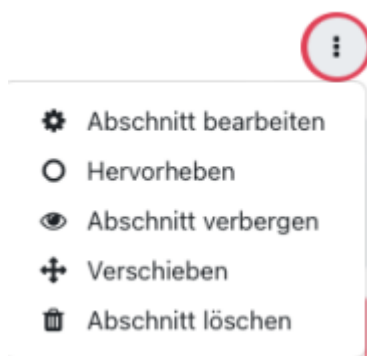 Abschnitt bearbeiten
Hervorheben
Abschnitt verbergen
Verschieben
Abschnitt löschen